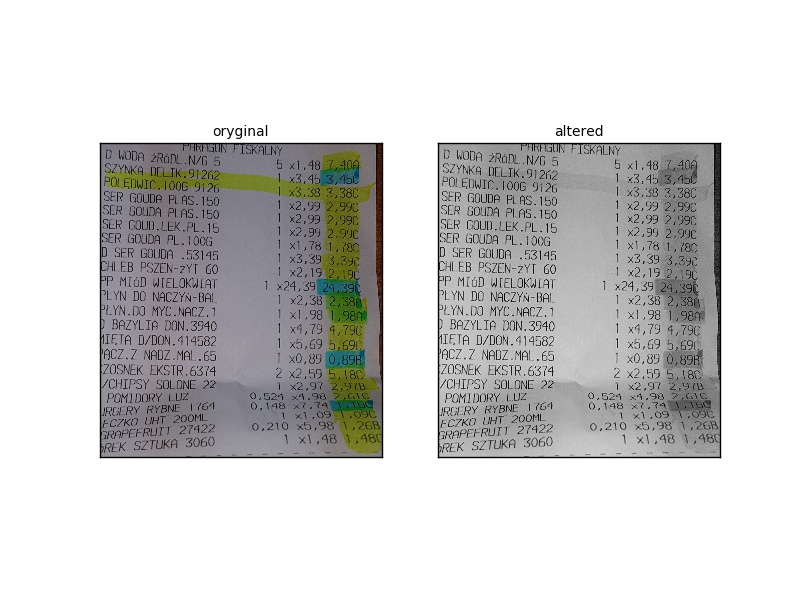 oryginal
PARAGON FISKALNY
D WODA źRóDL.N/G 5 5 x1,48 7,40A
SZYNKA DELIK.91262 1 x3,45 3,45C
POLĘDWIC.100G 9126 1 x3,38 3,38C
SER GOUDA PLAS.150 1 x2,99 2,99C
SER GOUDA PLAS.150 1 x2,99 2,99C
SER GOUD.LEK.PL.15 1 x2,99 2,99C
SER GOUDA PL.100G 1 x1,78 1,78C
D SER GOUDA .53145 1 x3,39 3,39C
CHLEB PSZEN-żYT 60 1 x2,19 2,19C
PP MIóD WIELOKWIAT 1 x24,39 24,39C
PŁYN DO NACZYŃ-BAL 1 x2,38 2,38A
PŁYN.DO MYC.NACZ.1 1 x1,98 1,98A
BAZYLIA DON.3940 1 x4,79 4,79C
MIĘTA D/DON.414582 1 x5,69 5,69C
PĄCZ.Z NADZ.MAL.65 1 x0,89 0,89B
CZOSNEK EKSTR.6374 2 x2,59 5,18C
/CHIPSY SOLONE 22 1 x2,97 2,97B
POMIDORY LUZ 0,524 x4,98 2,61C
URGERY RYBNE 1764 0,148 x7,74 1,15C
ECZKO UHT 200ML 1 x1,09 1,09C
GRAPEFRUIT 27422 0,210 x5,98 1,26B
OREK SZTUKA 3060 1 x1,48 1,48C
altered
PARAGON FISKALNY
D WODA źRóDL.N/G 5 5 x1,48 7,40A
SZYNKA DELIK.91262 1 x3,45 3,45C
POLĘDWIC.100G 9126 1 x3,38 3,38C
SER GOUDA PLAS.150 1 x2,99 2,99C
SER GOUDA PLAS.150 1 x2,99 2,99C
SER GOUD.LEK.PL.15 1 x2,99 2,99C
SER GOUDA PL.100G 1 x1,78 1,78C
D SER GOUDA .53145 1 x3,39 3,39C
CHLEB PSZEN-żYT 60 1 x2,19 2,19C
PP MIóD WIELOKWIAT 1 x24,39 24,39C
PŁYN DO NACZYŃ-BAL 1 x2,38 2,38A
PŁYN.DO MYC.NACZ.1 1 x1,98 1,98A
BAZYLIA DON.3940 1 x4,79 4,79C
MIĘTA D/DON.414582 1 x5,69 5,69C
PĄCZ.Z NADZ.MAL.65 1 x0,89 0,89B
CZOSNEK EKSTR.6374 2 x2,59 5,18C
/CHIPSY SOLONE 22 1 x2,97 2,97B
POMIDORY LUZ 0,524 x4,98 2,61C
URGERY RYBNE 1764 0,148 x7,74 1,15C
ECZKO UHT 200ML 1 x1,09 1,09C
GRAPEFRUIT 27422 0,210 x5,98 1,26B
OREK SZTUKA 3060 1 x1,48 1,48C